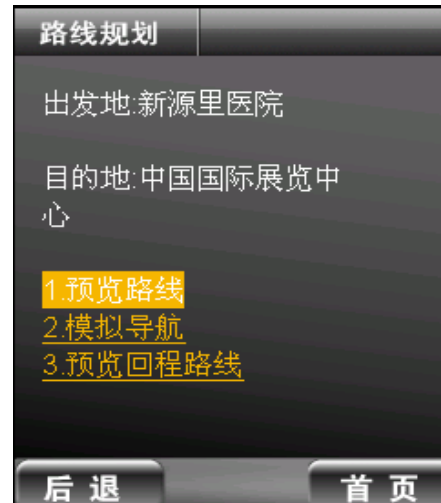 路线规划
出发地:新源里医院
目的地:中国国际展览中
心
1.预览路线
2.模拟导航
3.预览回程路线
后退 首页